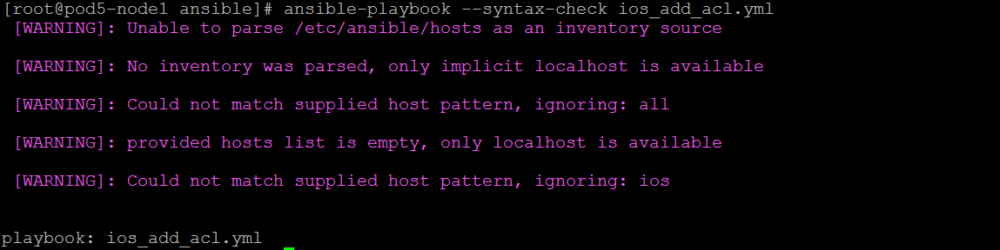 [root@pod5-node1 ansible]# ansible-playbook --syntax-check ios_add_acl.yml
[WARNING]: Unable to parse /etc/ansible/hosts as an inventory source
[WARNING]: No inventory was parsed, only implicit localhost is available
[WARNING]: Could not match supplied host pattern, ignoring: all
[WARNING]: provided hosts list is empty, only localhost is available
[WARNING]: Could not match supplied host pattern, ignoring: ios
playbook: ios_add_acl.yml